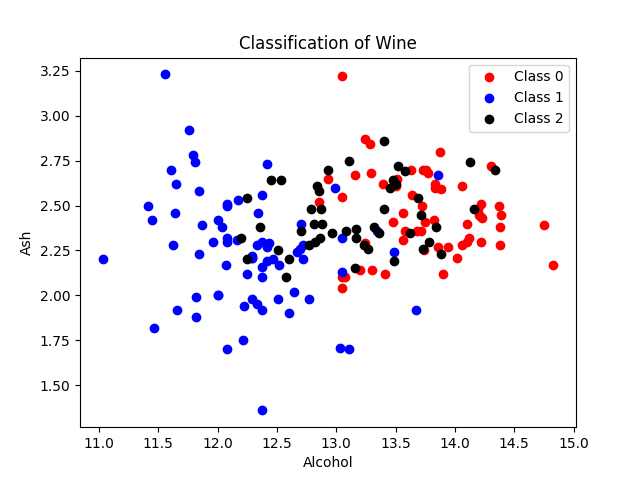 Classification of Wine
Class 0
Class 1
Class 2
3.25
3.00
2.75
2.50
2.25
2.00
1.75
1.50
Ash
11.0 11.5 12.0 12.5 13.0 13.5 14.0 14.5 15.0
Alcohol